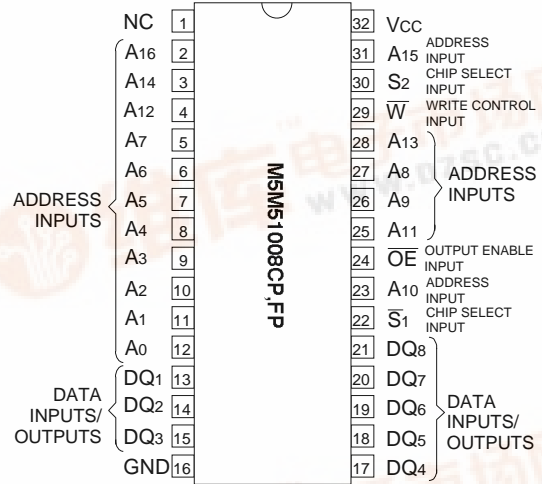 NC 1
A16 2
A14 3
A12 4
A7 5
A6 6
A5 7
A4 8
A3 9
A2 10
A1 11
A0 12
ADDRESS
INPUTS
DQ1 13
DQ2 14
DQ3 15
DATA
INPUTS/
OUTPUTS
GND 16
M5M51008CP,FP
32 VCC
31 A15 ADDRESS
INPUT
30 S2 CHIP SELECT
INPUT
29 W̅ WRITE CONTROL
INPUT
28 A13
27 A8
26 A9
25 A11
ADDRESS
INPUTS
24 O̅E̅ OUTPUT ENABLE
INPUT
23 A10 ADDRESS
INPUT
22 S̅1 CHIP SELECT
INPUT
21 DQ8
20 DQ7
19 DQ6
18 DQ5
17 DQ4
DATA
INPUTS/
OUTPUTS